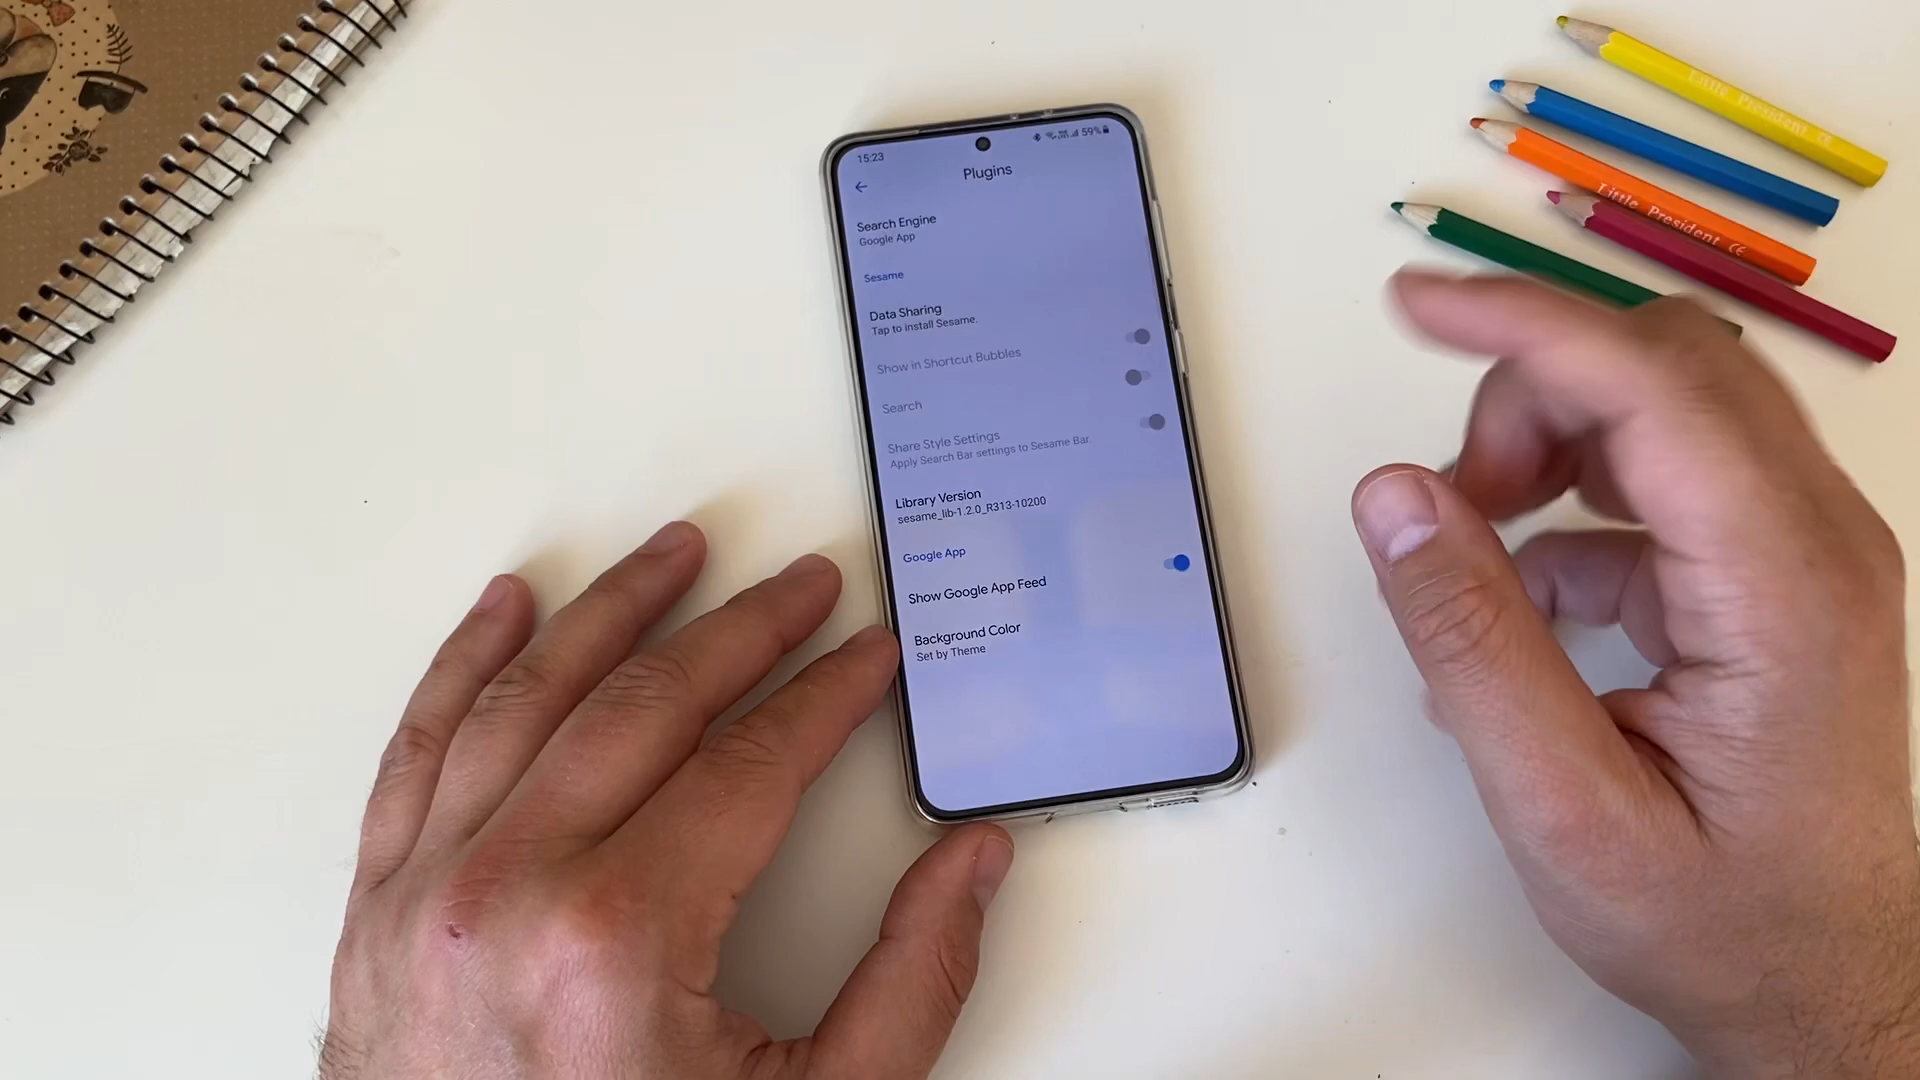 15:23
59%
Plugins
Search Engine
Google App
Sesame
Data Sharing
Tap to install Sesame.
Show in Shortcut Bubbles
Search
Share Style Settings
Apply Search Bar settings to Sesame Bar.
Library Version
sesame_lib-1.2.0_R313-10200
Google App
Show Google App Feed
Background Color
Set by Theme
Little President CE
Little President CE